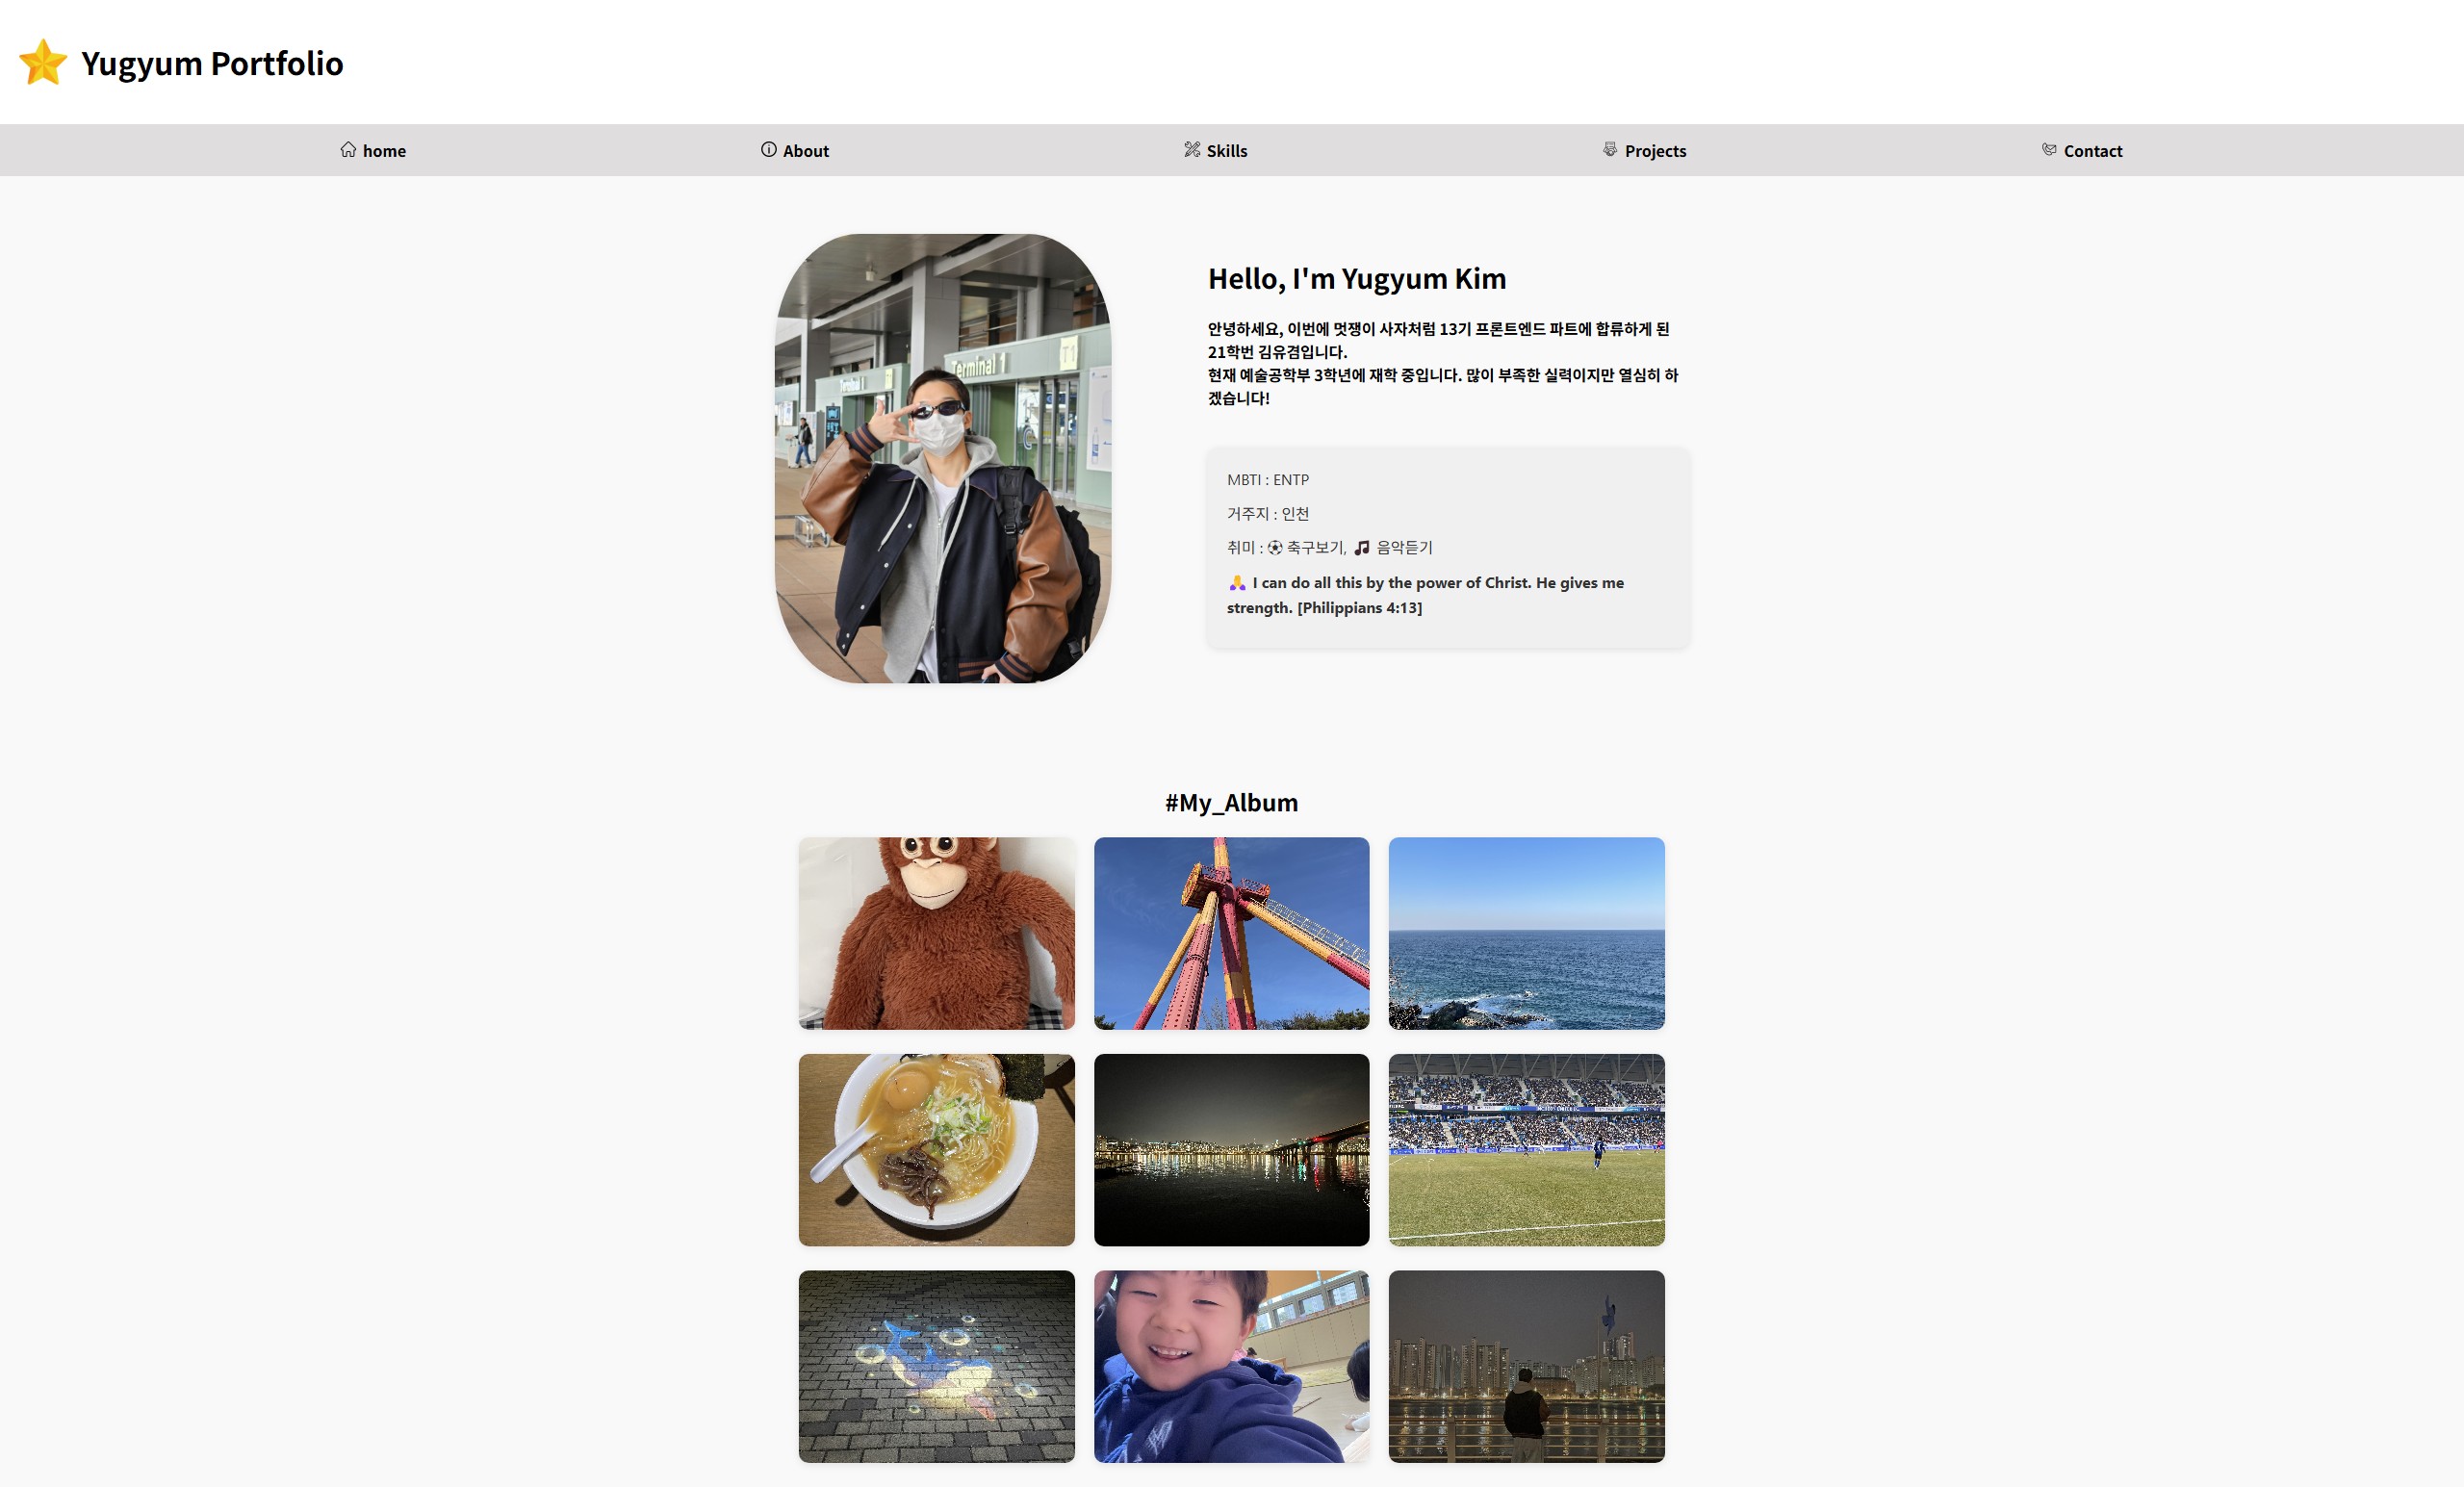 Yugyum Portfolio
home
About
Skills
Projects
Contact
Terminal 1
T1
Terminal 1
Hello, I'm Yugyum Kim
안녕하세요, 이번에 멋쟁이 사자처럼 13기 프론트엔드 파트에 합류하게 된
21학번 김유겸입니다.
현재 예술공학부 3학년에 재학 중입니다. 많이 부족한 실력이지만 열심히 하
겠습니다!
MBTI : ENTP
거주지 : 인천
취미 : ⚽ 축구보기, 🎵 음악듣기
🙏 I can do all this by the power of Christ. He gives me
strength. [Philippians 4:13]
#My_Album